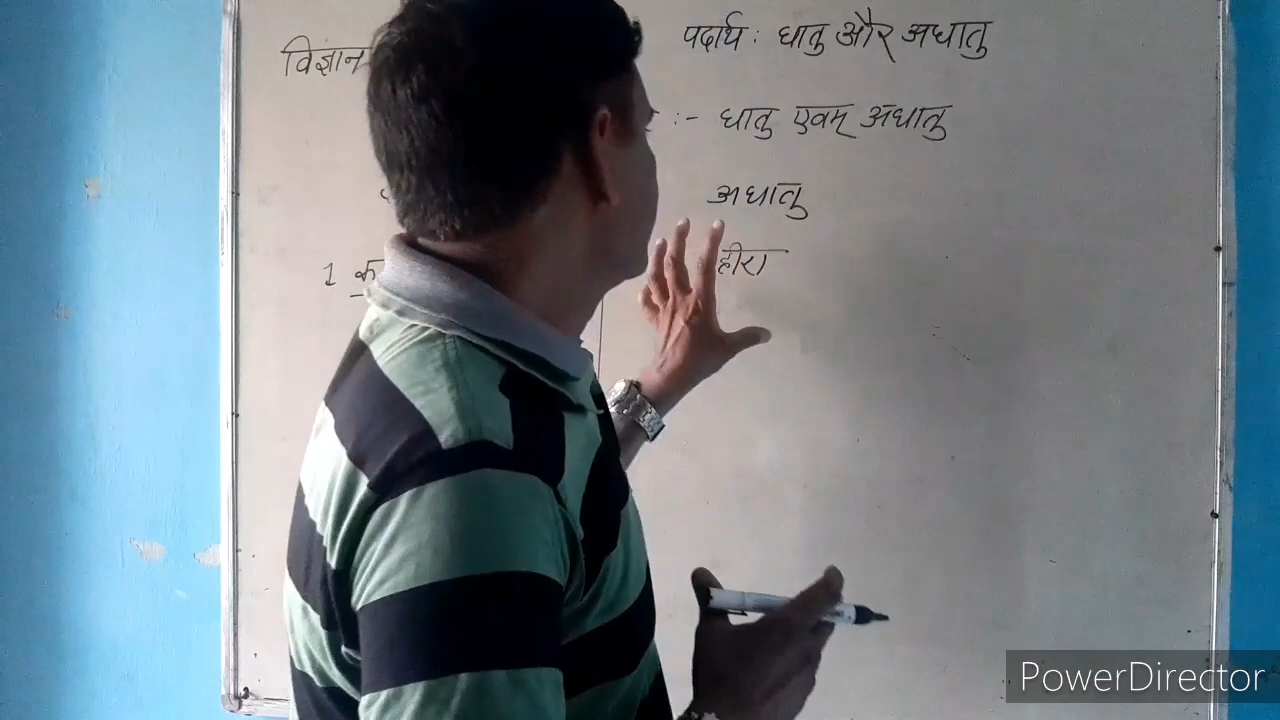 विज्ञान पदार्थ : धातु और अधातु
:- धातु एवम् अधातु
अधातु
1 क हीरा
PowerDirector